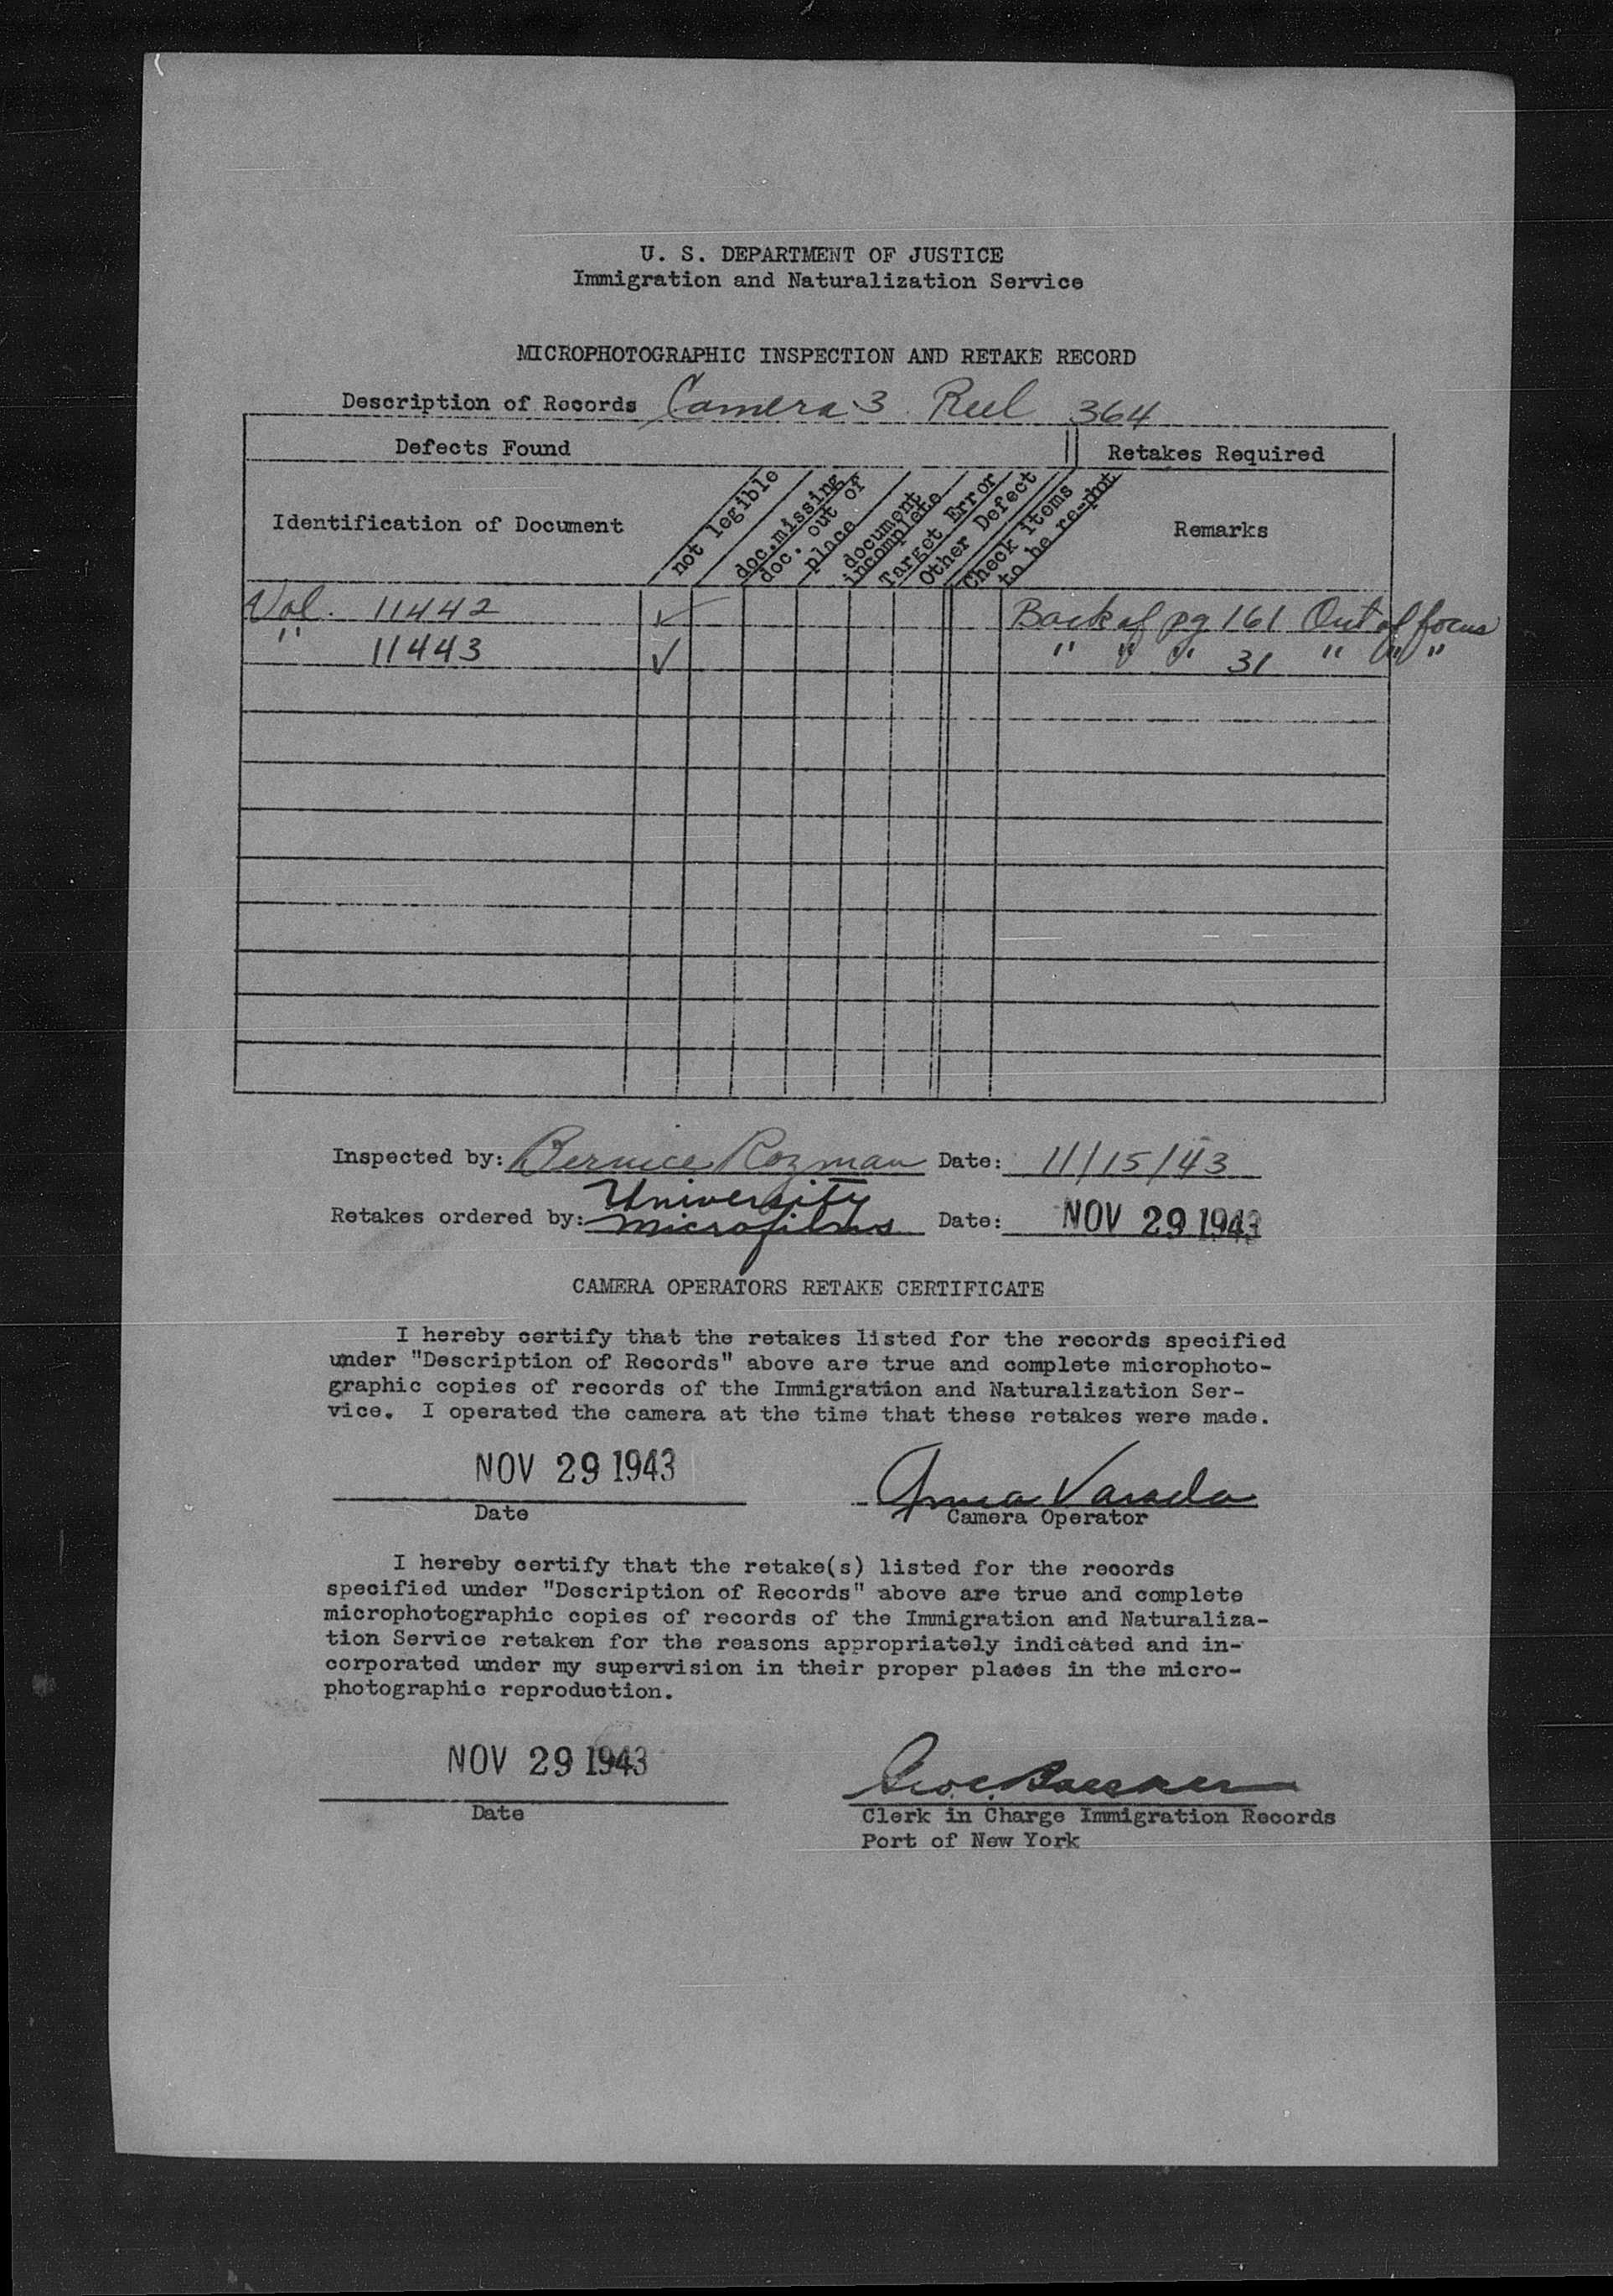 U. S. DEPARTMENT OF JUSTICE
Immigration and Naturalization Service
MICROPHOTOGRAPHIC INSPECTION AND RETAKE RECORD
Description of Records Camera 3 Reel 364
Defects Found
Retakes Required
Identification of Document
not legible
doc. missing
doc. out of
place
document
incomplete
Target Error
Other Defect
Check items
to be re-phot
Remarks
Vol. 11442 ✓ Back of pg 161 Out of focus
" 11443 ✓ " " " 31 " " "
Inspected by: Bernice Rozman Date: 11/15/43
University
Retakes ordered by: Microfilms Date: NOV 29 1943
CAMERA OPERATORS RETAKE CERTIFICATE
I hereby certify that the retakes listed for the records specified
under "Description of Records" above are true and complete microphoto-
graphic copies of records of the Immigration and Naturalization Ser-
vice. I operated the camera at the time that these retakes were made.
NOV 29 1943
Date
Camera Operator
I hereby certify that the retake(s) listed for the records
specified under "Description of Records" above are true and complete
microphotographic copies of records of the Immigration and Naturaliza-
tion Service retaken for the reasons appropriately indicated and in-
corporated under my supervision in their proper places in the micro-
photographic reproduction.
NOV 29 1943
Date
Clerk in Charge Immigration Records
Port of New York